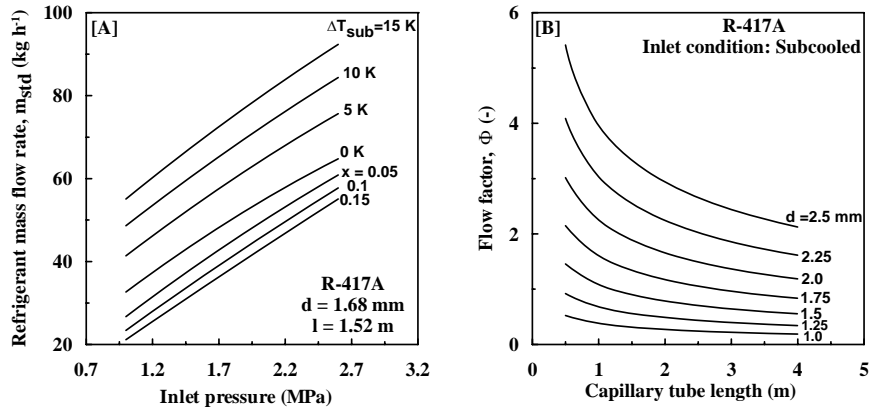 [A]
ΔTsub=15 K
10 K
5 K
0 K
x = 0.05
0.1
0.15
R-417A
d = 1.68 mm
l = 1.52 m
Refrigerant mass flow rate, mstd (kg h-1)
100
80
60
40
20
0.7
1.2
1.7
2.2
2.7
3.2
Inlet pressure (MPa)
[B]
R-417A
Inlet condition: Subcooled
d =2.5 mm
2.25
2.0
1.75
1.5
1.25
1.0
Flow factor, Φ (-)
6
4
2
0
0
1
2
3
4
5
Capillary tube length (m)